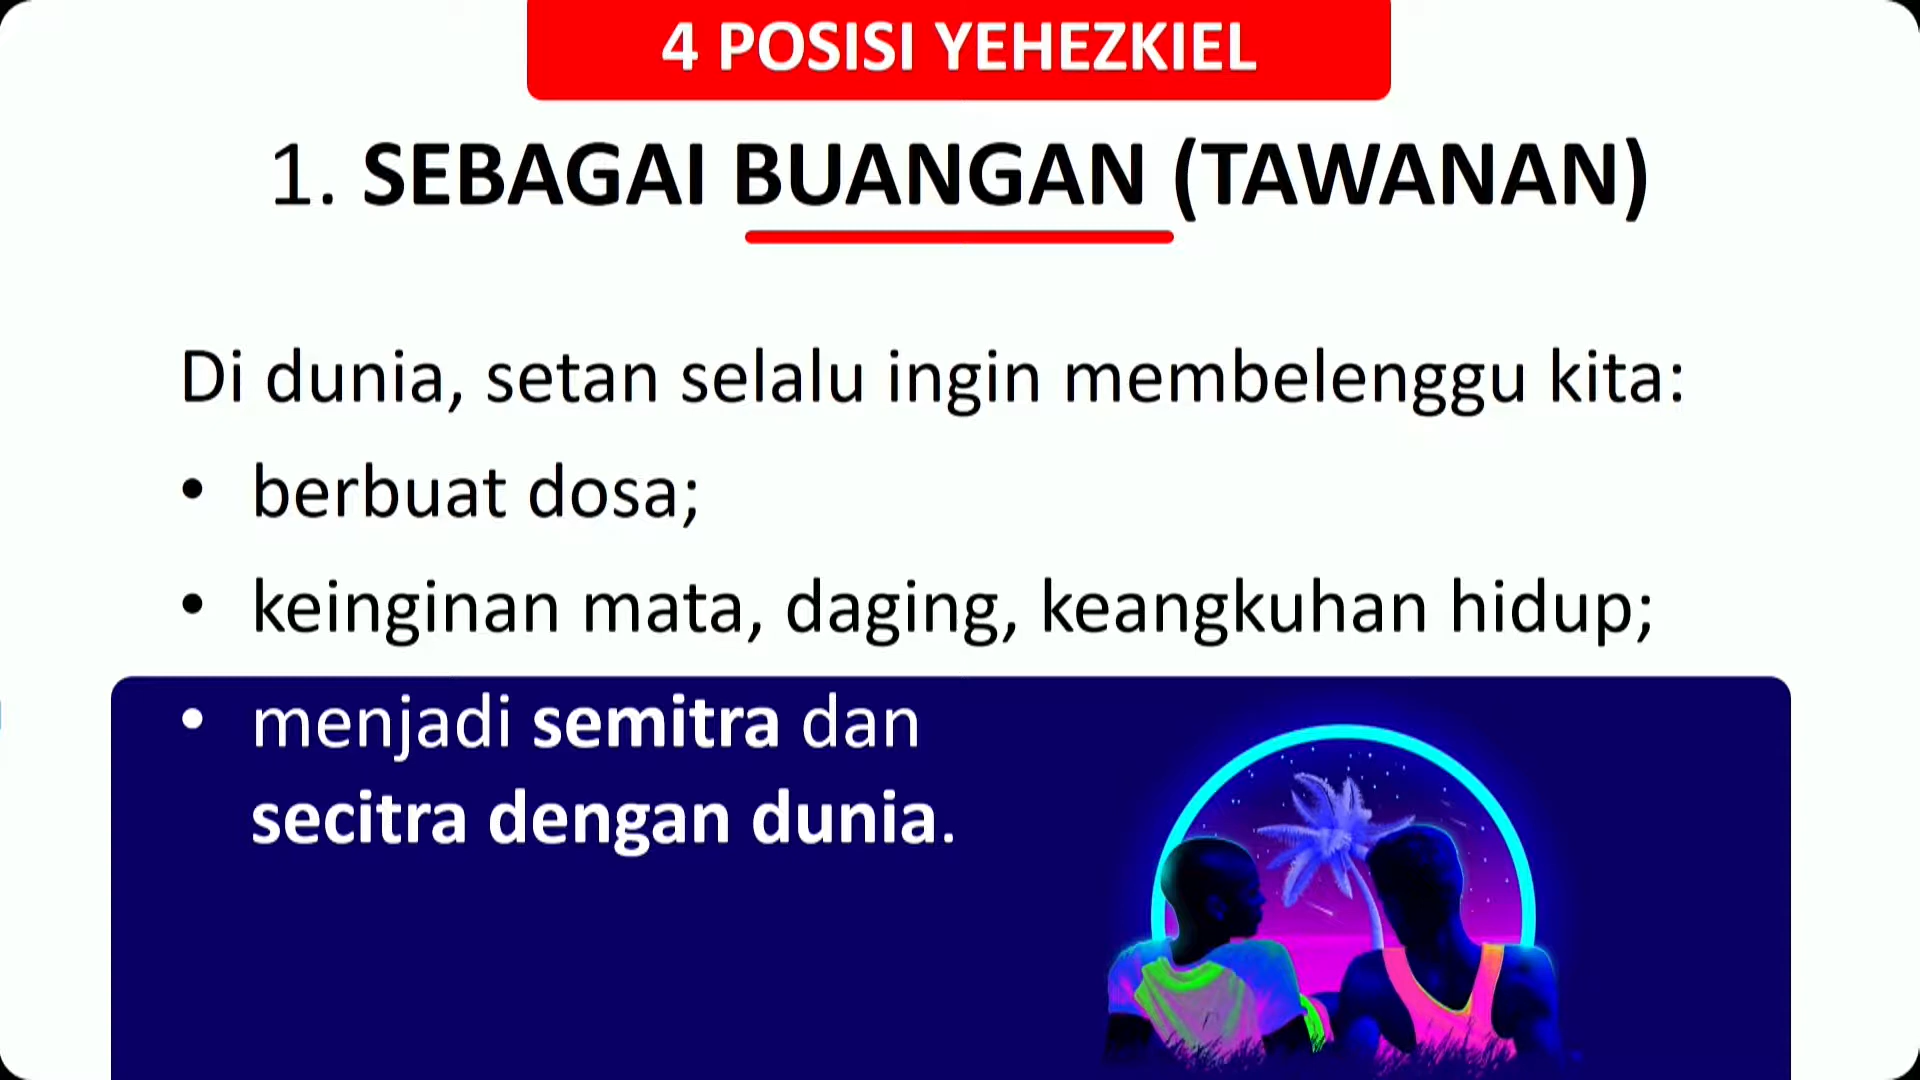 4 POSISI YEHEZKIEL
1. SEBAGAI BUANGAN (TAWANAN)
Di dunia, setan selalu ingin membelenggu kita:
• berbuat dosa;
• keinginan mata, daging, keangkuhan hidup;
• menjadi semitra dan
secitra dengan dunia.